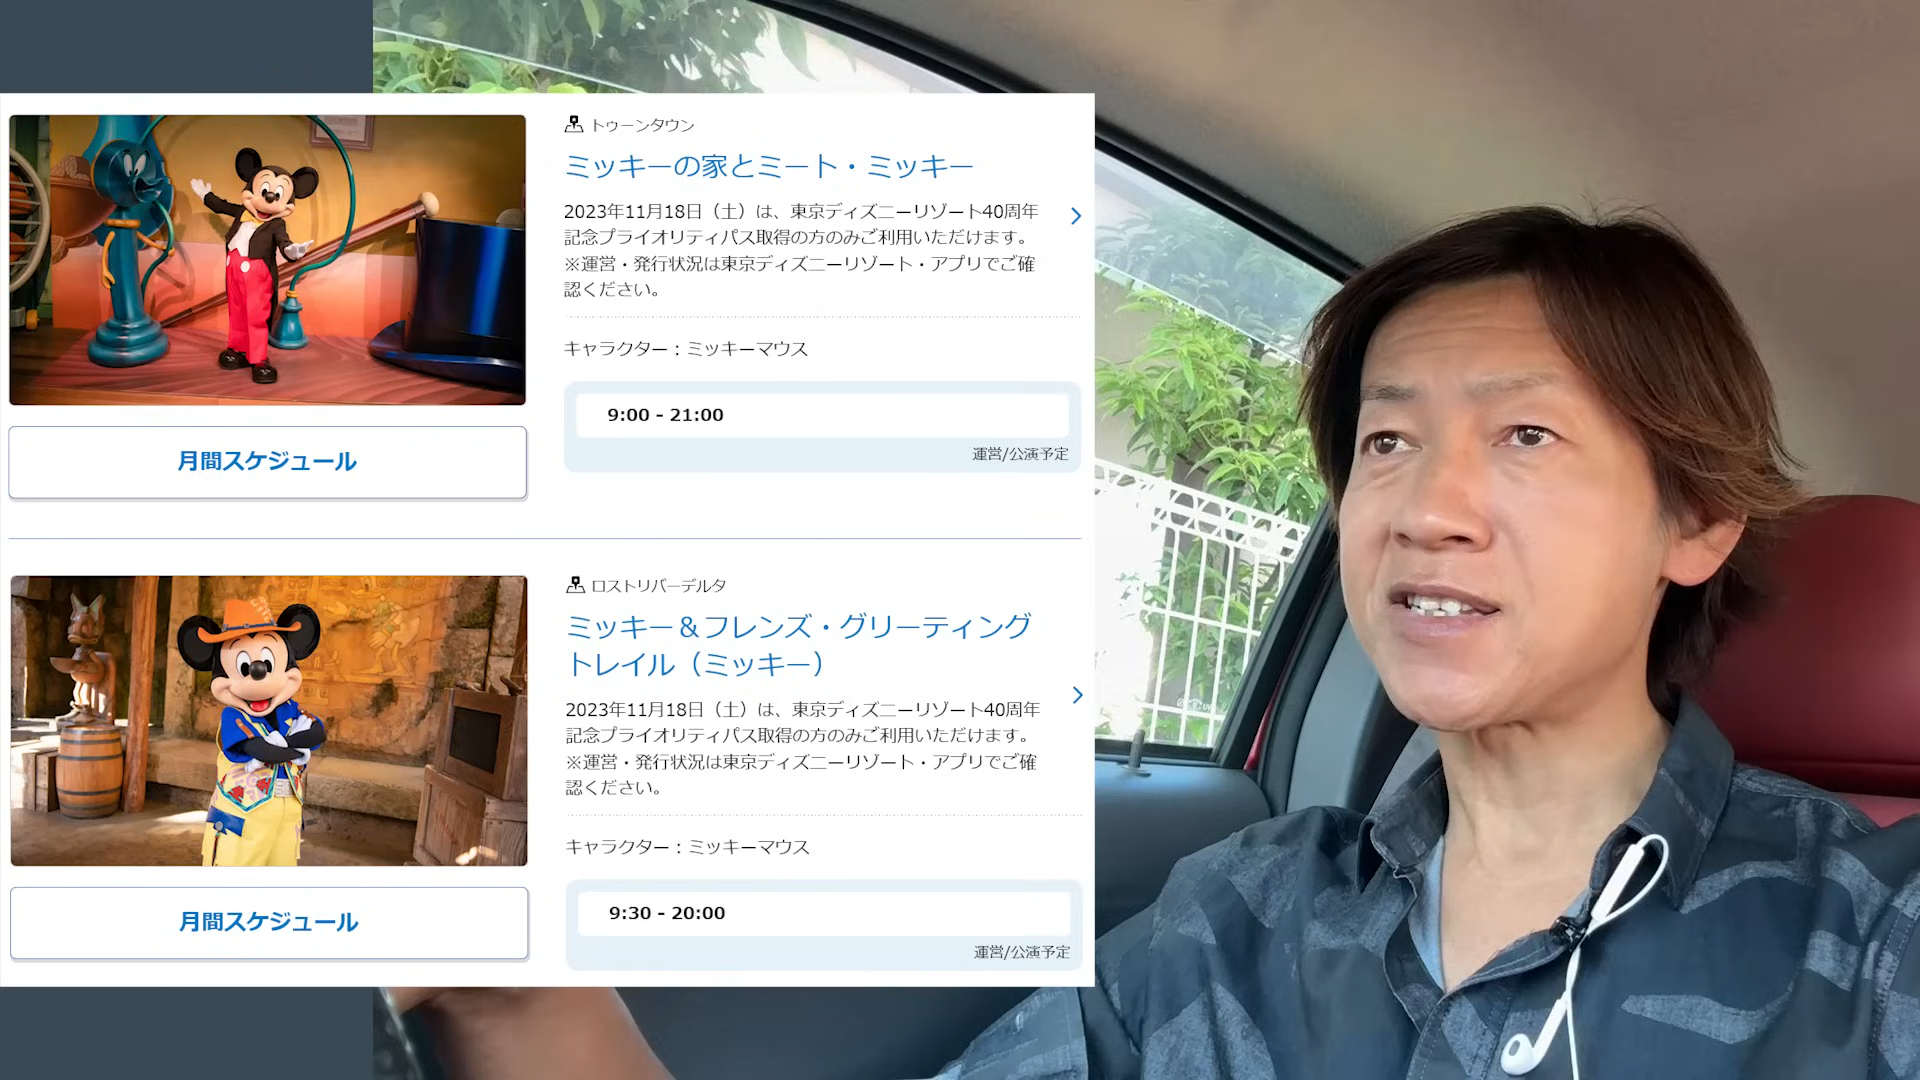 トゥーンタウン
ミッキーの家とミート・ミッキー
2023年11月18日（土）は、東京ディズニーリゾート40周年
記念プライオリティパス取得の方のみご利用いただけます。
※運営・発行状況は東京ディズニーリゾート・アプリでご確
認ください。
キャラクター：ミッキーマウス
9:00 - 21:00
運営/公演予定
月間スケジュール
ロストリバーデルタ
ミッキー＆フレンズ・グリーティング
トレイル（ミッキー）
2023年11月18日（土）は、東京ディズニーリゾート40周年
記念プライオリティパス取得の方のみご利用いただけます。
※運営・発行状況は東京ディズニーリゾート・アプリでご確
認ください。
キャラクター：ミッキーマウス
9:30 - 20:00
運営/公演予定
月間スケジュール